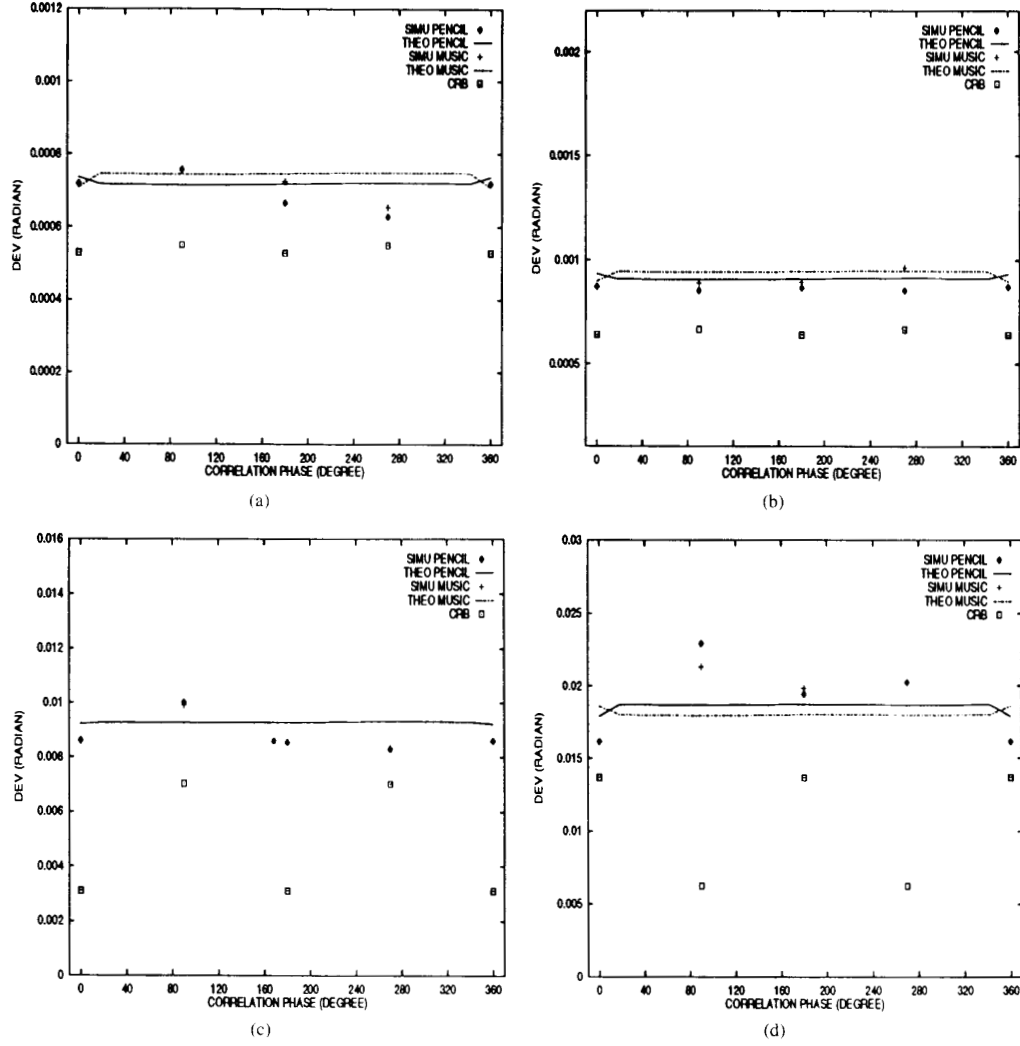 0.0012
0.001
0.0008
0.0006
0.0004
0.0002
0
DEV (RADIAN)
SIMU PENCIL
THEO PENCIL
SIMU MUSIC
THEO MUSIC
CRB
0 40 80 120 160 200 240 280 320 360
CORRELATION PHASE (DEGREE)
(a)
0.002
0.0015
0.001
0.0005
DEV (RADIAN)
SIMU PENCIL
THEO PENCIL
SIMU MUSIC
THEO MUSIC
CRB
0 40 80 120 160 200 240 280 320 360
CORRELATION PHASE (DEGREE)
(b)
0.016
0.014
0.012
0.01
0.008
0.006
0.004
0.002
0
DEV (RADIAN)
SIMU PENCIL
THEO PENCIL
SIMU MUSIC
THEO MUSIC
CRB
0 40 80 120 160 200 240 280 320 360
CORRELATION PHASE (DEGREE)
(c)
0.03
0.025
0.02
0.015
0.01
0.005
0
DEV (RADIAN)
SIMU PENCIL
THEO PENCIL
SIMU MUSIC
THEO MUSIC
CRB
0 40 80 120 160 200 240 280 320 360
CORRELATION PHASE (DEGREE)
(d)